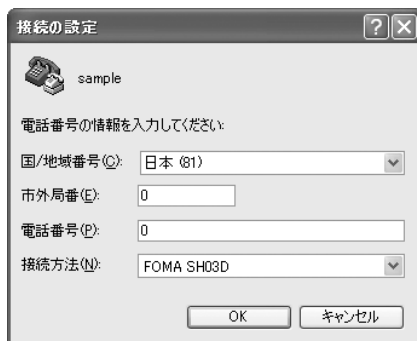 接続の設定
sample
電話番号の情報を入力してください:
国/地域番号(C): 日本 (81)
市外局番(E): 0
電話番号(P): 0
接続方法(N): FOMA SH03D
OK キャンセル